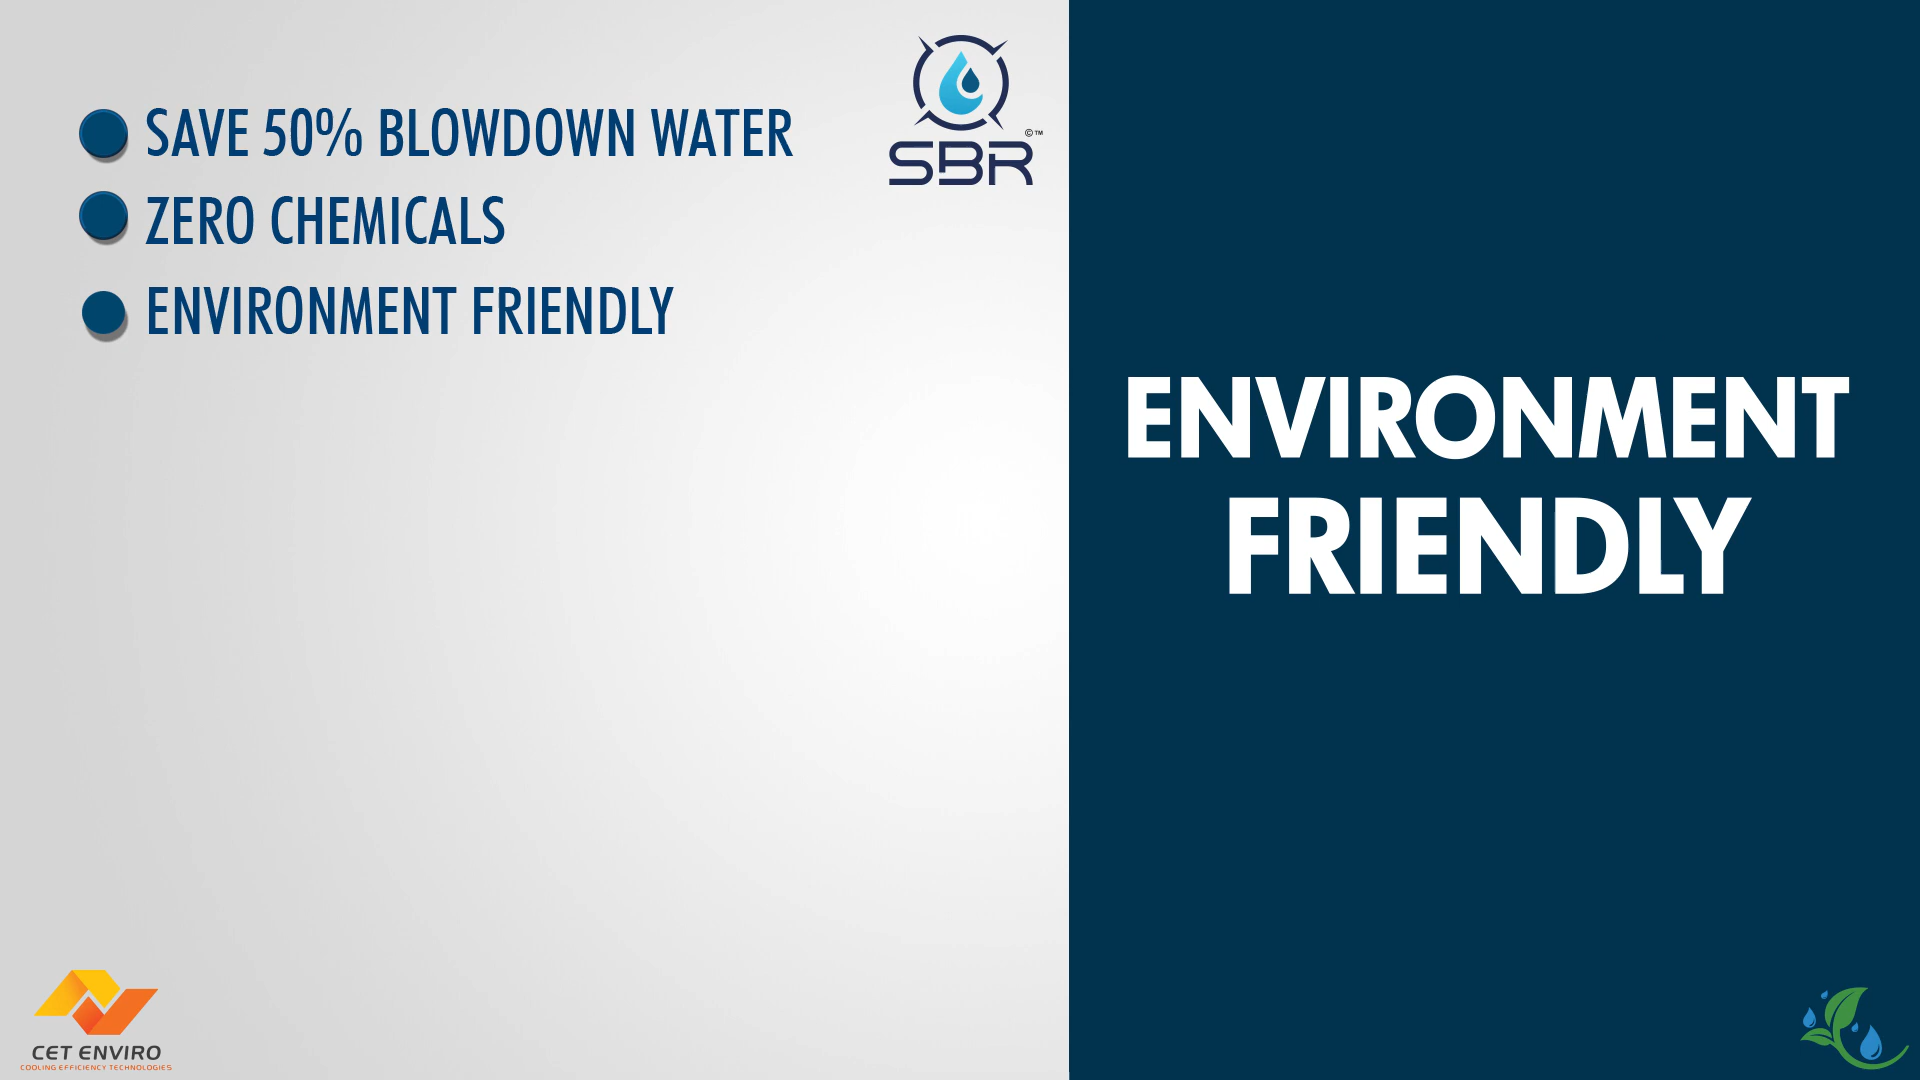 SAVE 50% BLOWDOWN WATER
ZERO CHEMICALS
ENVIRONMENT FRIENDLY
©™
SBR
ENVIRONMENT
FRIENDLY
CET ENVIRO
COOLING EFFICIENCY TECHNOLOGIES